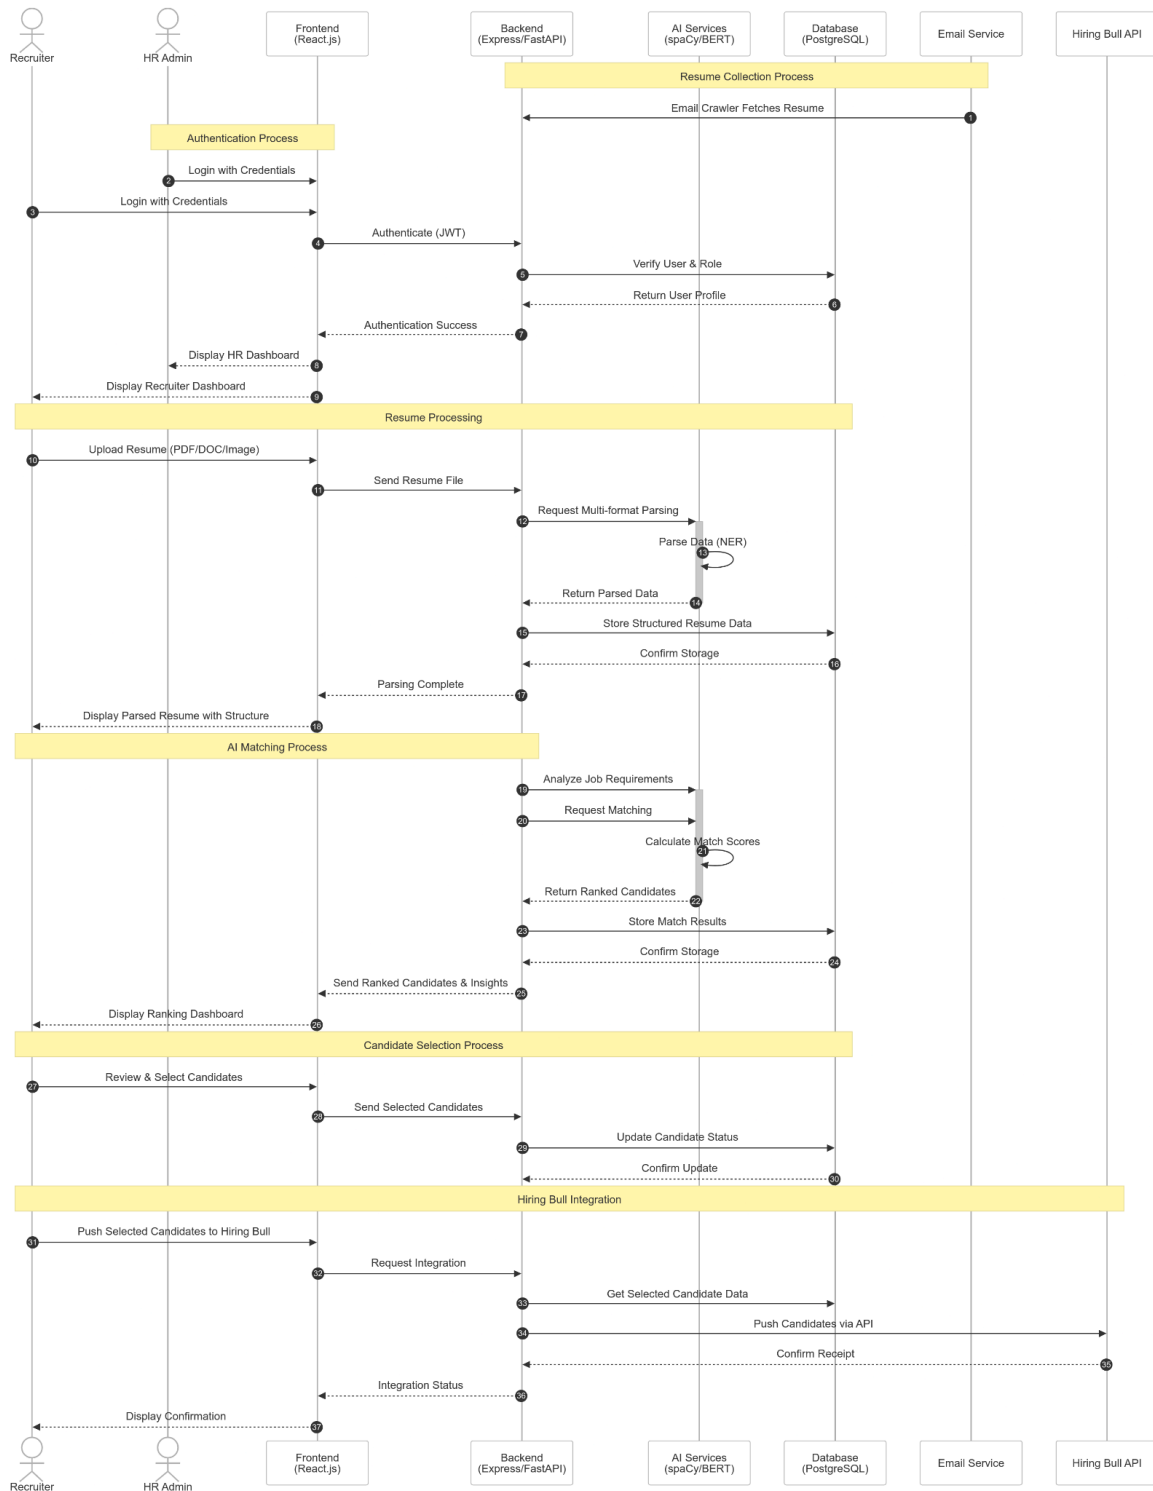 Recruiter
HR Admin
Frontend
(React.js)
Backend
(Express/FastAPI)
AI Services
(spaCy/BERT)
Database
(PostgreSQL)
Email Service
Hiring Bull API
Resume Collection Process
Email Crawler Fetches Resume
1
Authentication Process
Login with Credentials
2
Login with Credentials
3
Authenticate (JWT)
4
Verify User & Role
5
Return User Profile
6
Authentication Success
7
Display HR Dashboard
8
Display Recruiter Dashboard
9
Resume Processing
Upload Resume (PDF/DOC/Image)
10
Send Resume File
11
Request Multi-format Parsing
12
Parse Data (NER)
13
Return Parsed Data
14
Store Structured Resume Data
15
Confirm Storage
16
Parsing Complete
17
Display Parsed Resume with Structure
18
AI Matching Process
Analyze Job Requirements
19
Request Matching
20
Calculate Match Scores
21
Return Ranked Candidates
22
Store Match Results
23
Confirm Storage
24
Send Ranked Candidates & Insights
25
Display Ranking Dashboard
26
Candidate Selection Process
Review & Select Candidates
27
Send Selected Candidates
28
Update Candidate Status
29
Confirm Update
30
Hiring Bull Integration
Push Selected Candidates to Hiring Bull
31
Request Integration
32
Get Selected Candidate Data
33
Push Candidates via API
34
Confirm Receipt
35
Integration Status
36
Display Confirmation
37
Recruiter
HR Admin
Frontend
(React.js)
Backend
(Express/FastAPI)
AI Services
(spaCy/BERT)
Database
(PostgreSQL)
Email Service
Hiring Bull API